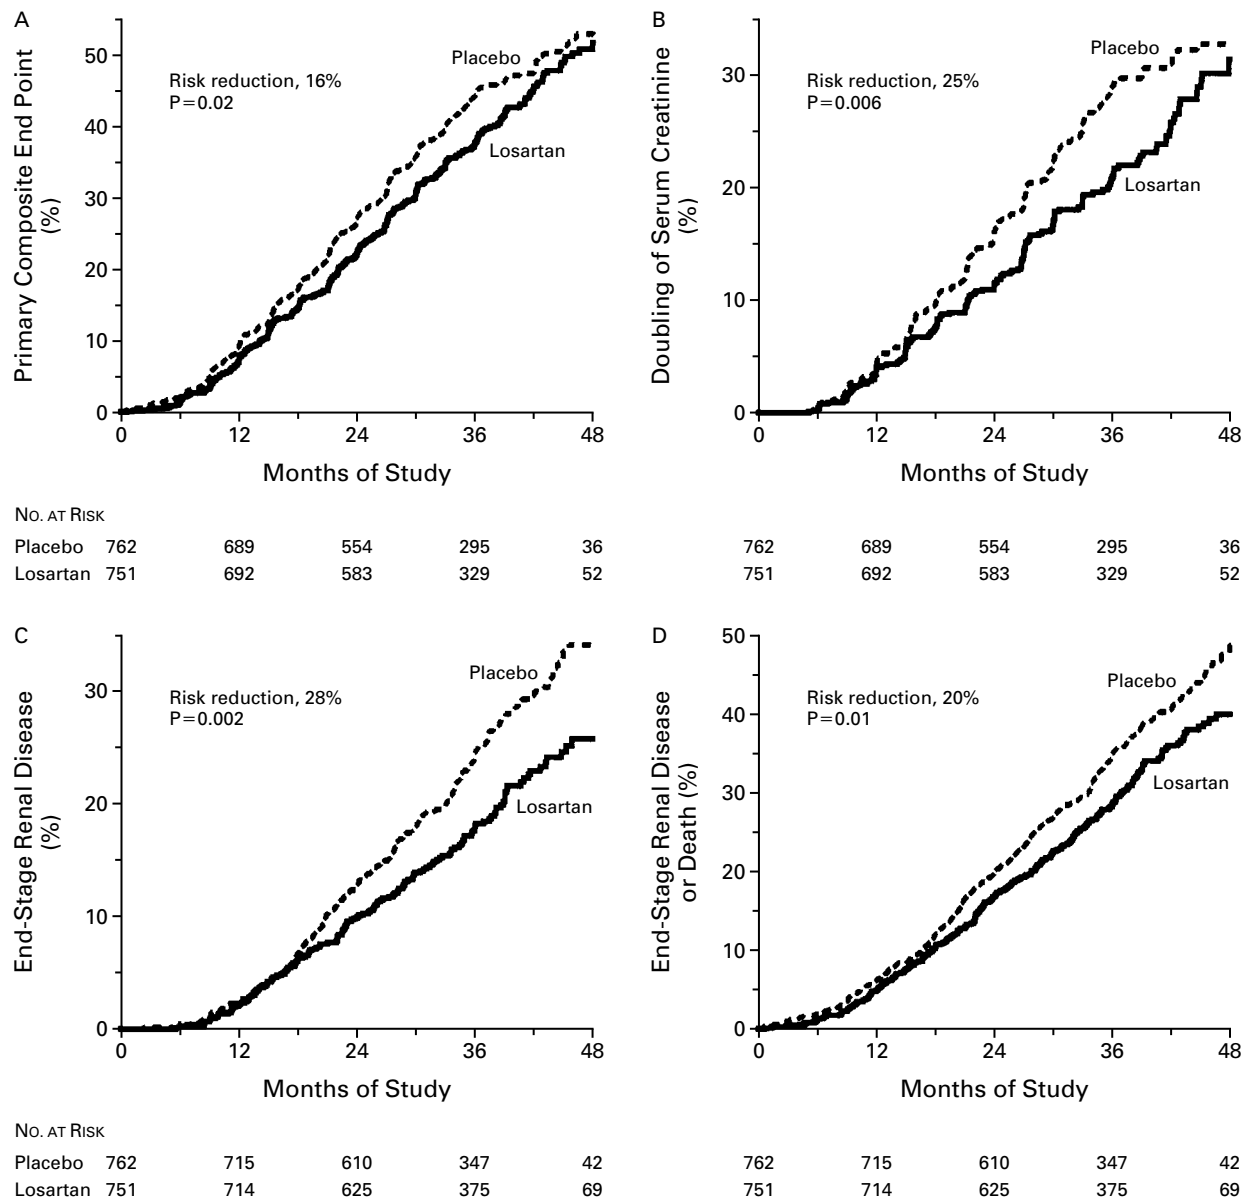 A
Primary Composite End Point
(%)
50
40
30
20
10
0
Placebo
Risk reduction, 16%
P=0.02
Losartan
0 12 24 36 48
Months of Study
B
Doubling of Serum Creatinine
(%)
30
20
10
0
Placebo
Risk reduction, 25%
P=0.006
Losartan
0 12 24 36 48
Months of Study
NO. AT RISK
Placebo 762 689 554 295 36 762 689 554 295 36
Losartan 751 692 583 329 52 751 692 583 329 52
C
End-Stage Renal Disease
(%)
30
20
10
0
Placebo
Risk reduction, 28%
P=0.002
Losartan
0 12 24 36 48
Months of Study
D
End-Stage Renal Disease
or Death (%)
50
40
30
20
10
0
Placebo
Risk reduction, 20%
P=0.01
Losartan
0 12 24 36 48
Months of Study
NO. AT RISK
Placebo 762 715 610 347 42 762 715 610 347 42
Losartan 751 714 625 375 69 751 714 625 375 69